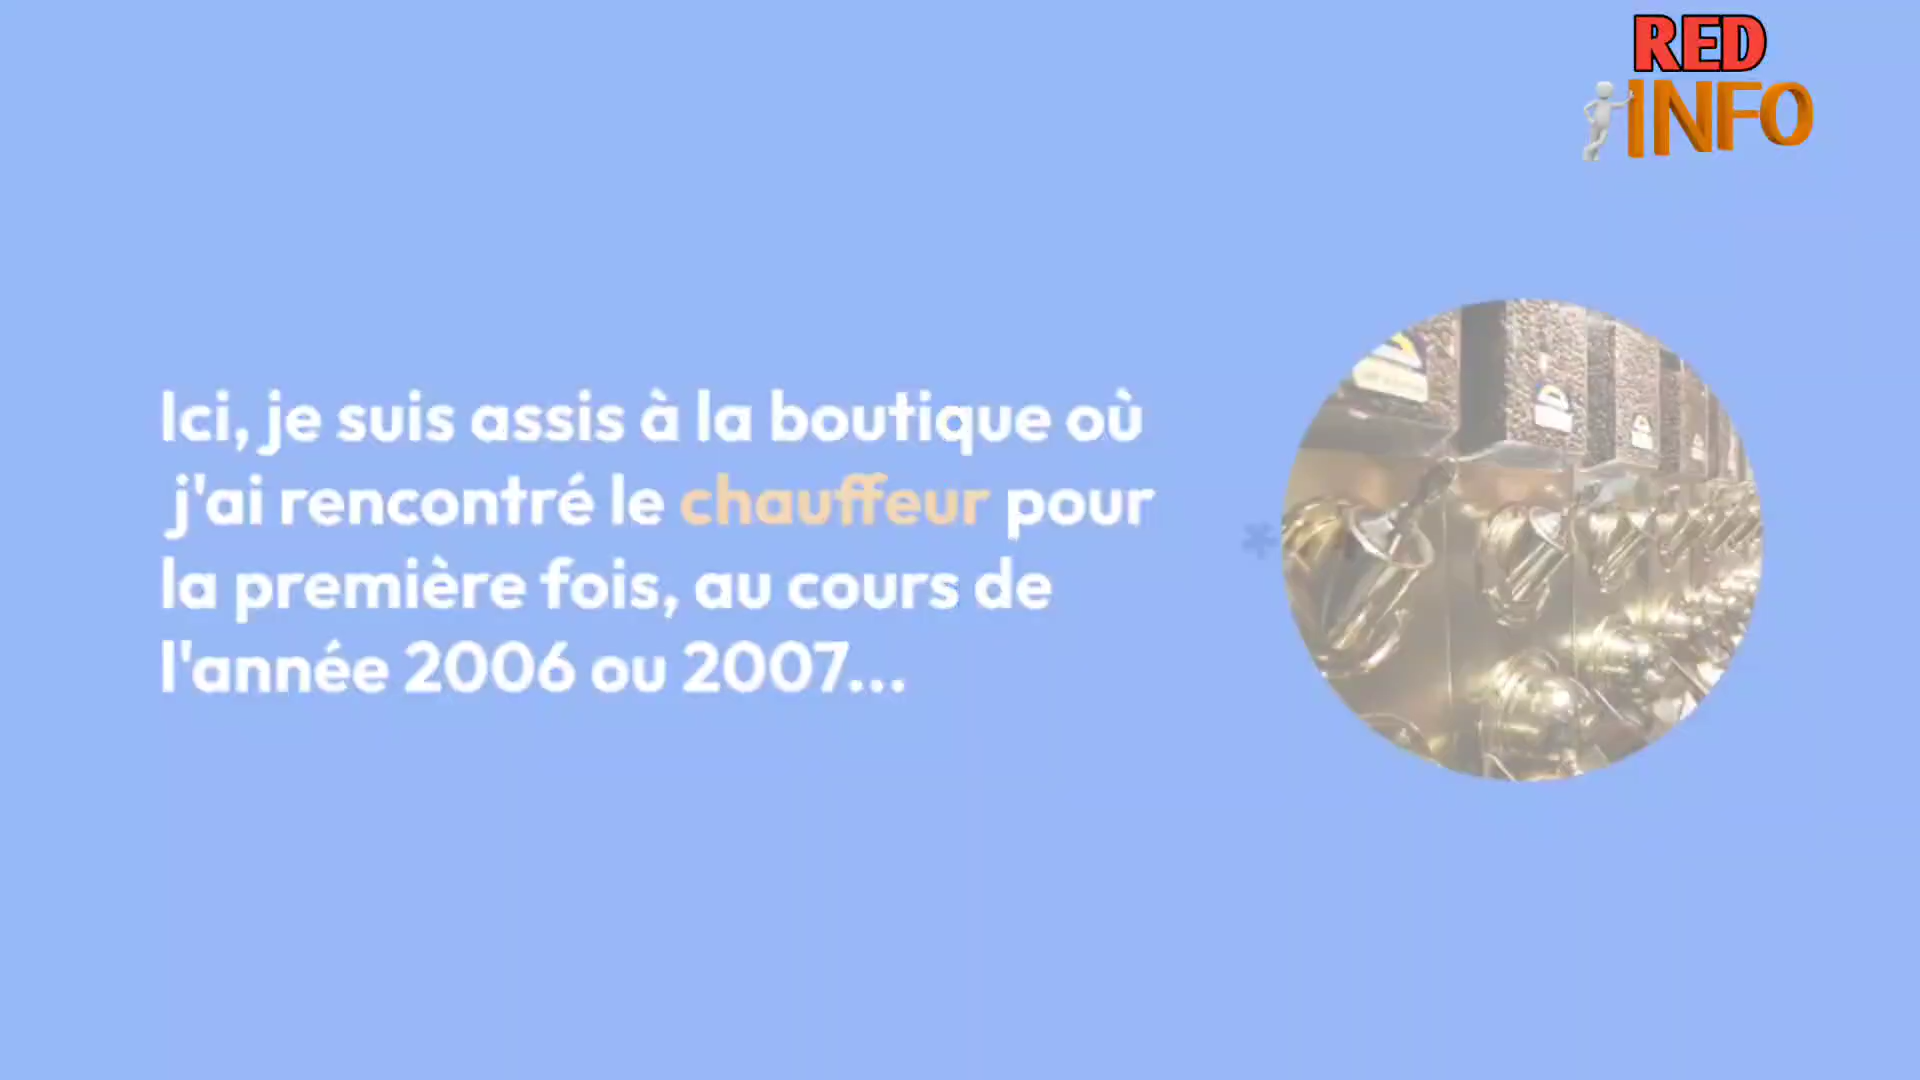 RED
INFO
Ici, je suis assis à la boutique où
j'ai rencontré le chauffeur pour
la première fois, au cours de
l'année 2006 ou 2007...